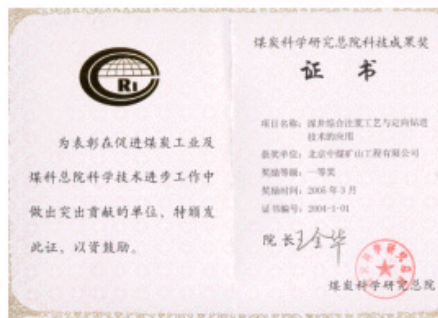 CRI
为表彰在促进煤炭工业及
煤科总院科学技术进步工作中
做出突出贡献的单位、特颁发
此证、以资鼓励。
煤炭科学研究总院科技成果奖
证 书
项目名称：深井综合注浆工艺与定向钻进
技术的应用
获奖单位：北京中煤矿山工程有限公司
奖励等级：一等奖
奖励时间：2005 年 3 月
证书编号：2004-1-01
院 长 王金华
煤炭科学研究总院